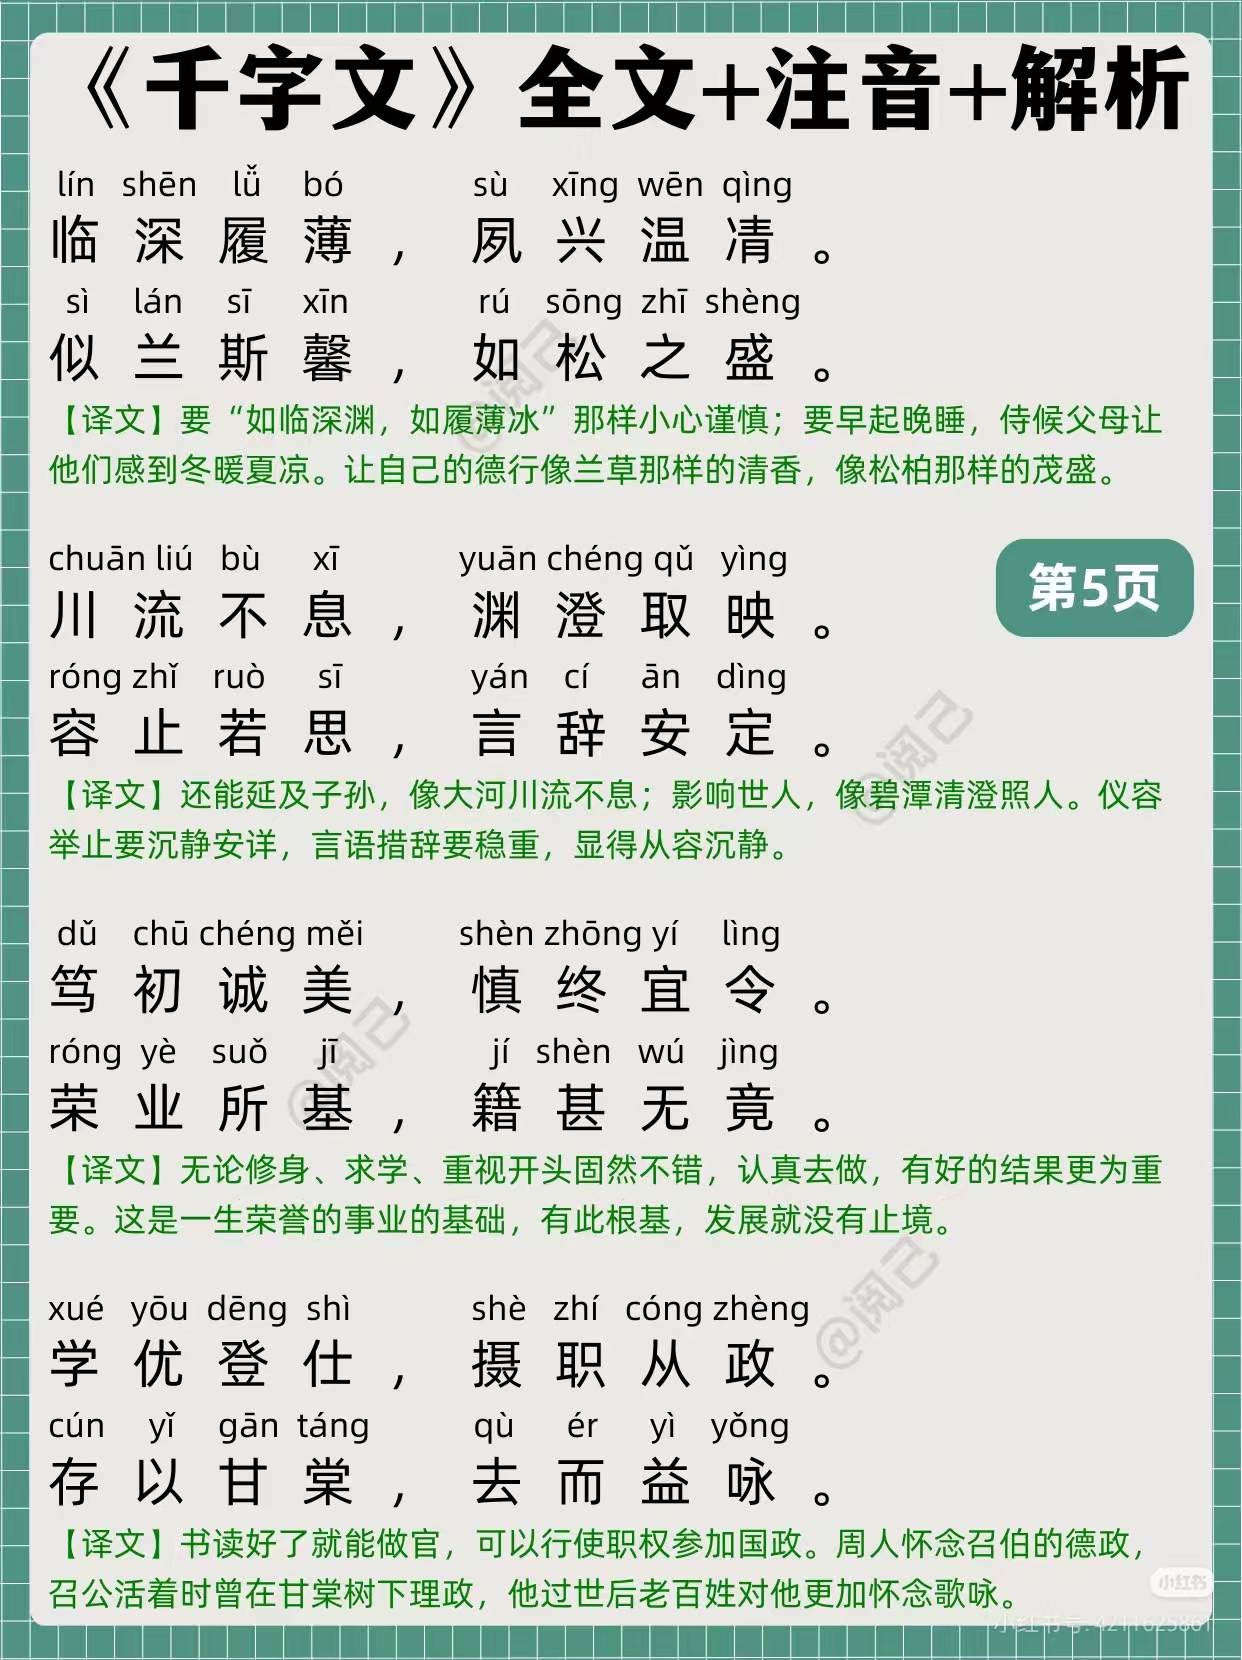 《千字文》全文+注音+解析
lín shēn lǚ bó sù xīng wēn qìng
临深履薄，夙兴温凊。
sì lán sī xīn rú sōng zhī shèng
似兰斯馨，如松之盛。
【译文】要“如临深渊，如履薄冰”那样小心谨慎；要早起晚睡，侍候父母让
他们感到冬暖夏凉。让自己的德行像兰草那样的清香，像松柏那样的茂盛。
chuān liú bù xī yuān chéng qǔ yìng
川流不息，渊澄取映。
第5页
róng zhǐ ruò sī yán cí ān dìng
容止若思，言辞安定。
【译文】还能延及子孙，像大河川流不息；影响世人，像碧潭清澄照人。仪容
举止要沉静安详，言语措辞要稳重，显得从容沉静。
dǔ chū chéng měi shèn zhōng yí lìng
笃初诚美，慎终宜令。
róng yè suǒ jī jí shèn wú jìng
荣业所基，籍甚无竟。
【译文】无论修身、求学、重视开头固然不错，认真去做，有好的结果更为重
要。这是一生荣誉的事业的基础，有此根基，发展就没有止境。
xué yōu dēng shì shè zhí cóng zhèng
学优登仕，摄职从政。
cún yǐ gān táng qù ér yì yǒng
存以甘棠，去而益咏。
【译文】书读好了就能做官，可以行使职权参加国政。周人怀念召伯的德政，
召公活着时曾在甘棠树下理政，他过世后老百姓对他更加怀念歌咏。
@阅己
@阅己
@阅己
@阅己
小红书
小红书号: 4211625861